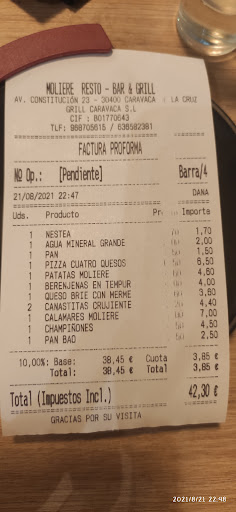 MOLIERE RESTO - BAR & GRILL
AV. CONSTITUCIÓN 23 - 30400 CARAVACA LA CRUZ
GRILL CARAVACA S.L
CIF : B01770643
TLF: 968705615 / 636582381
FACTURA PROFORMA
Nº Op.: [Pendiente] Barra/4
21/08/2021 22:47 DANA
Uds. Producto Pr Importe
1 NESTEA 1,70
1 AGUA MINERAL GRANDE 2,00
1 PAN 1,50
1 PIZZA CUATRO QUESOS 6,50
1 PATATAS MOLIERE 4,60
1 BERENJENAS EN TEMPUR 4,00
1 QUESO BRIE CON MERME 3,60
2 CANASTITAS CRUJIENTE 4,40
1 CALAMARES MOLIERE 7,00
1 CHAMPIÑONES 4,50
1 PAN BAO 2,50
10,00%: Base: 38,45 Cuota 3,85 €
Total: 38,45 € Total 3,85 €
Total (Impuestos Incl.) 42,30 €
GRACIAS POR SU VISITA
2021/8/21 22:48